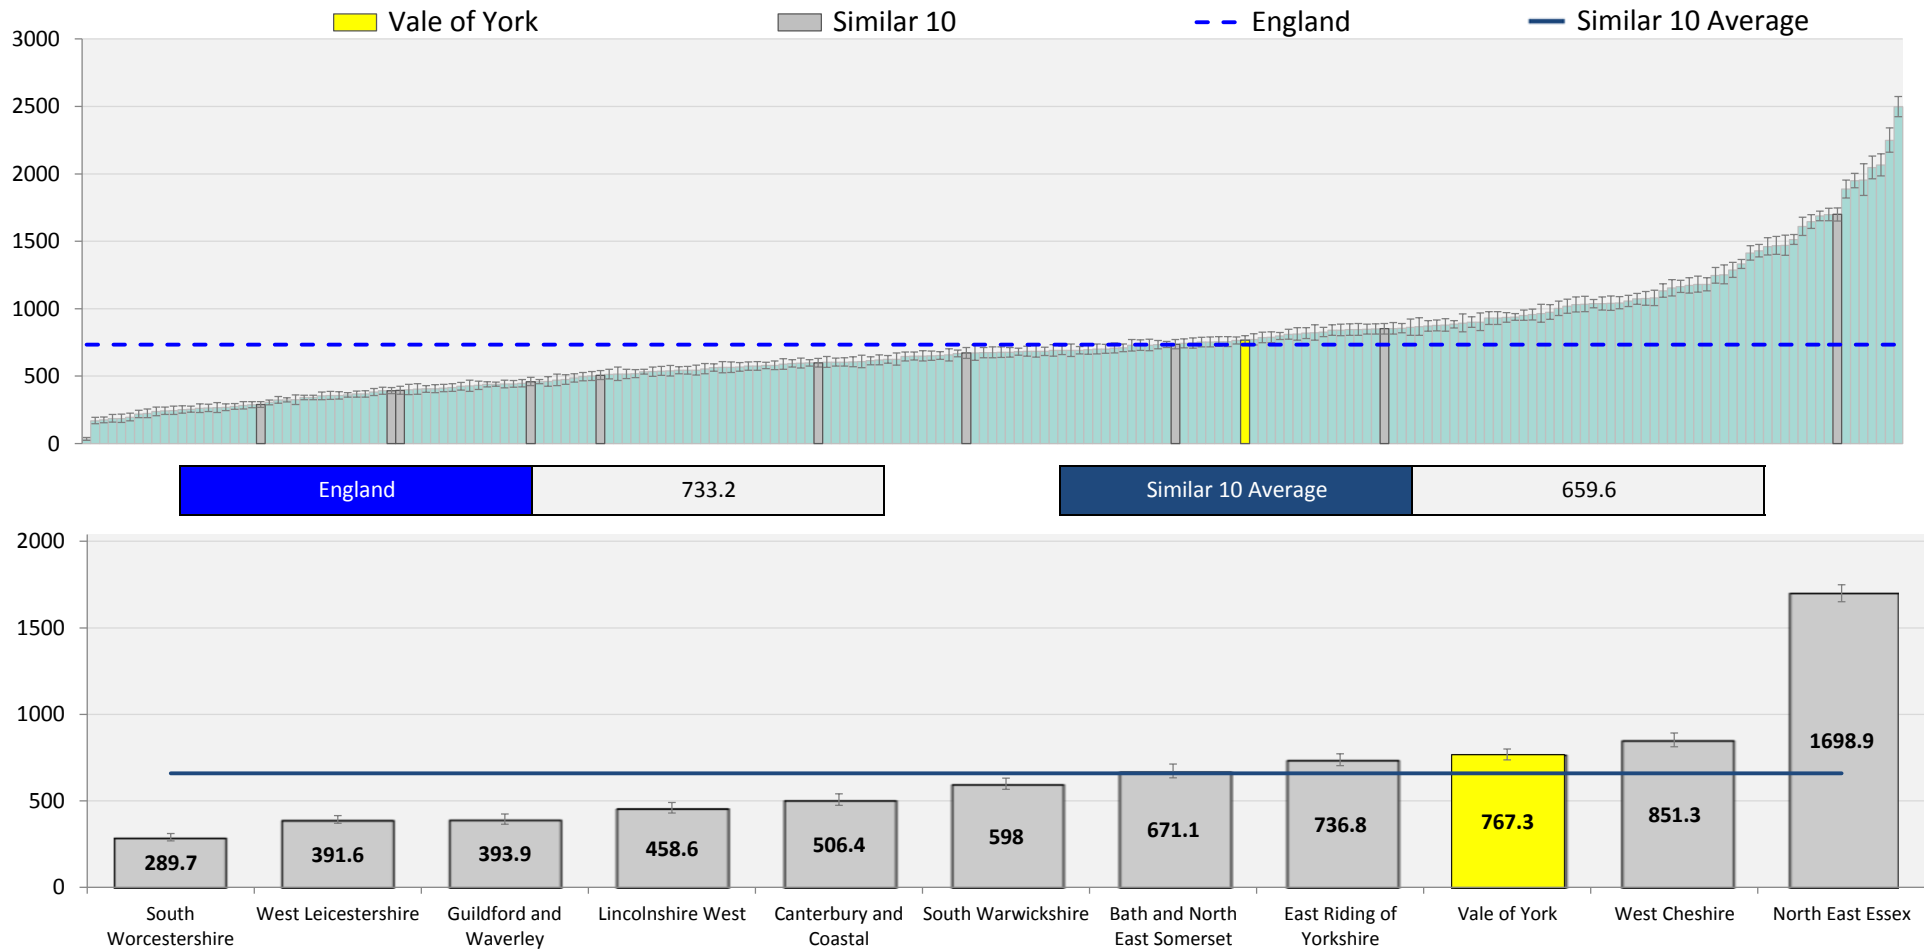 Vale of York
Similar 10
England
Similar 10 Average
3000
2500
2000
1500
1000
500
0
England
733.2
Similar 10 Average
659.6
2000
1500
1000
500
0
289.7
391.6
393.9
458.6
506.4
598
671.1
736.8
767.3
851.3
1698.9
South
Worcestershire
West Leicestershire
Guildford and
Waverley
Lincolnshire West
Canterbury and
Coastal
South Warwickshire
Bath and North
East Somerset
East Riding of
Yorkshire
Vale of York
West Cheshire
North East Essex